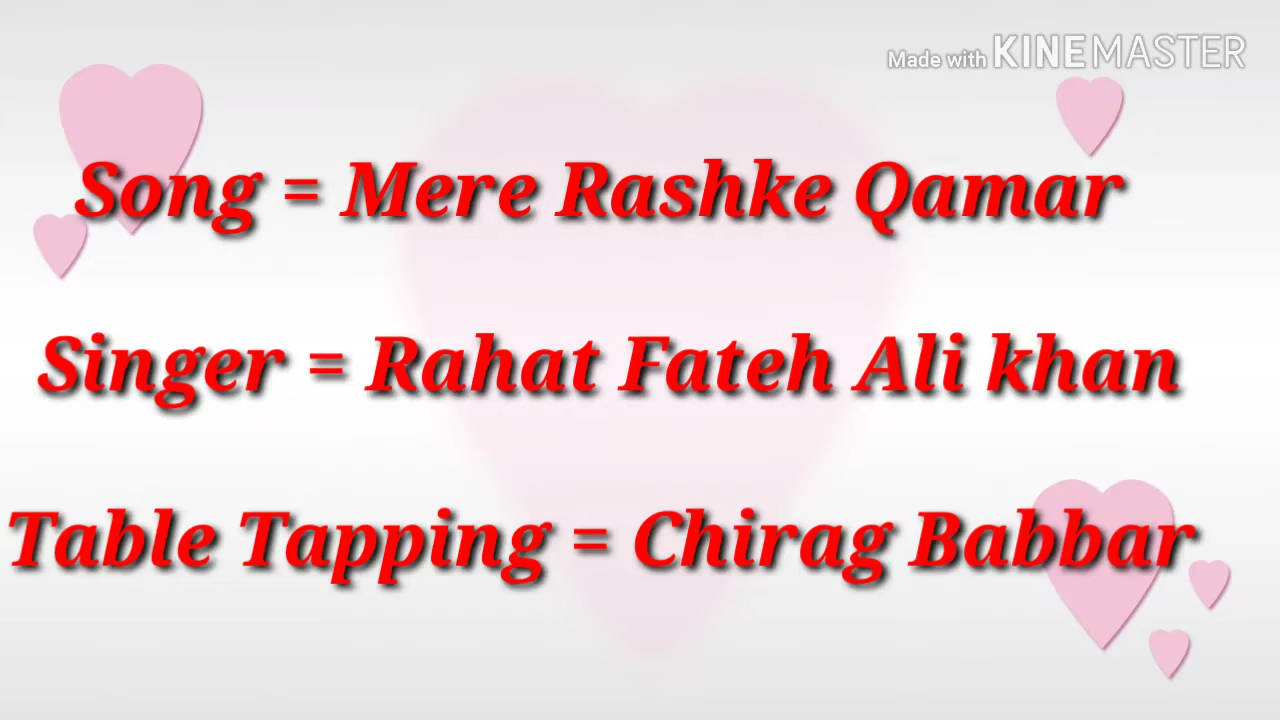 Made with KINEMASTER
Song = Mere Rashke Qamar
Singer = Rahat Fateh Ali khan
Table Tapping = Chirag Babbar